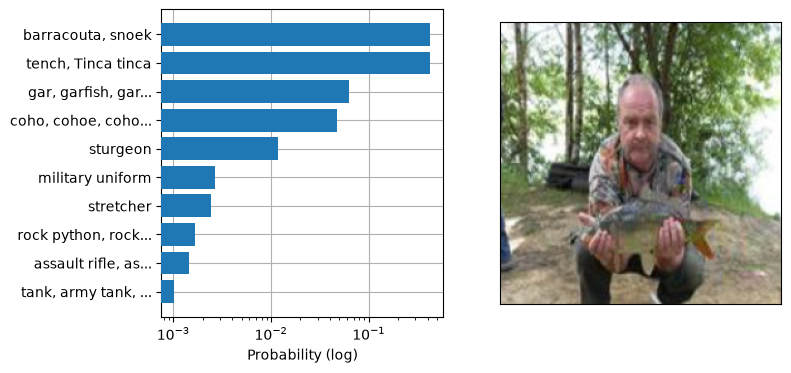 barracouta, snoek
tench, Tinca tinca
gar, garfish, gar...
coho, cohoe, coho...
sturgeon
military uniform
stretcher
rock python, rock...
assault rifle, as...
tank, army tank, ...
10⁻³ 10⁻² 10⁻¹
Probability (log)